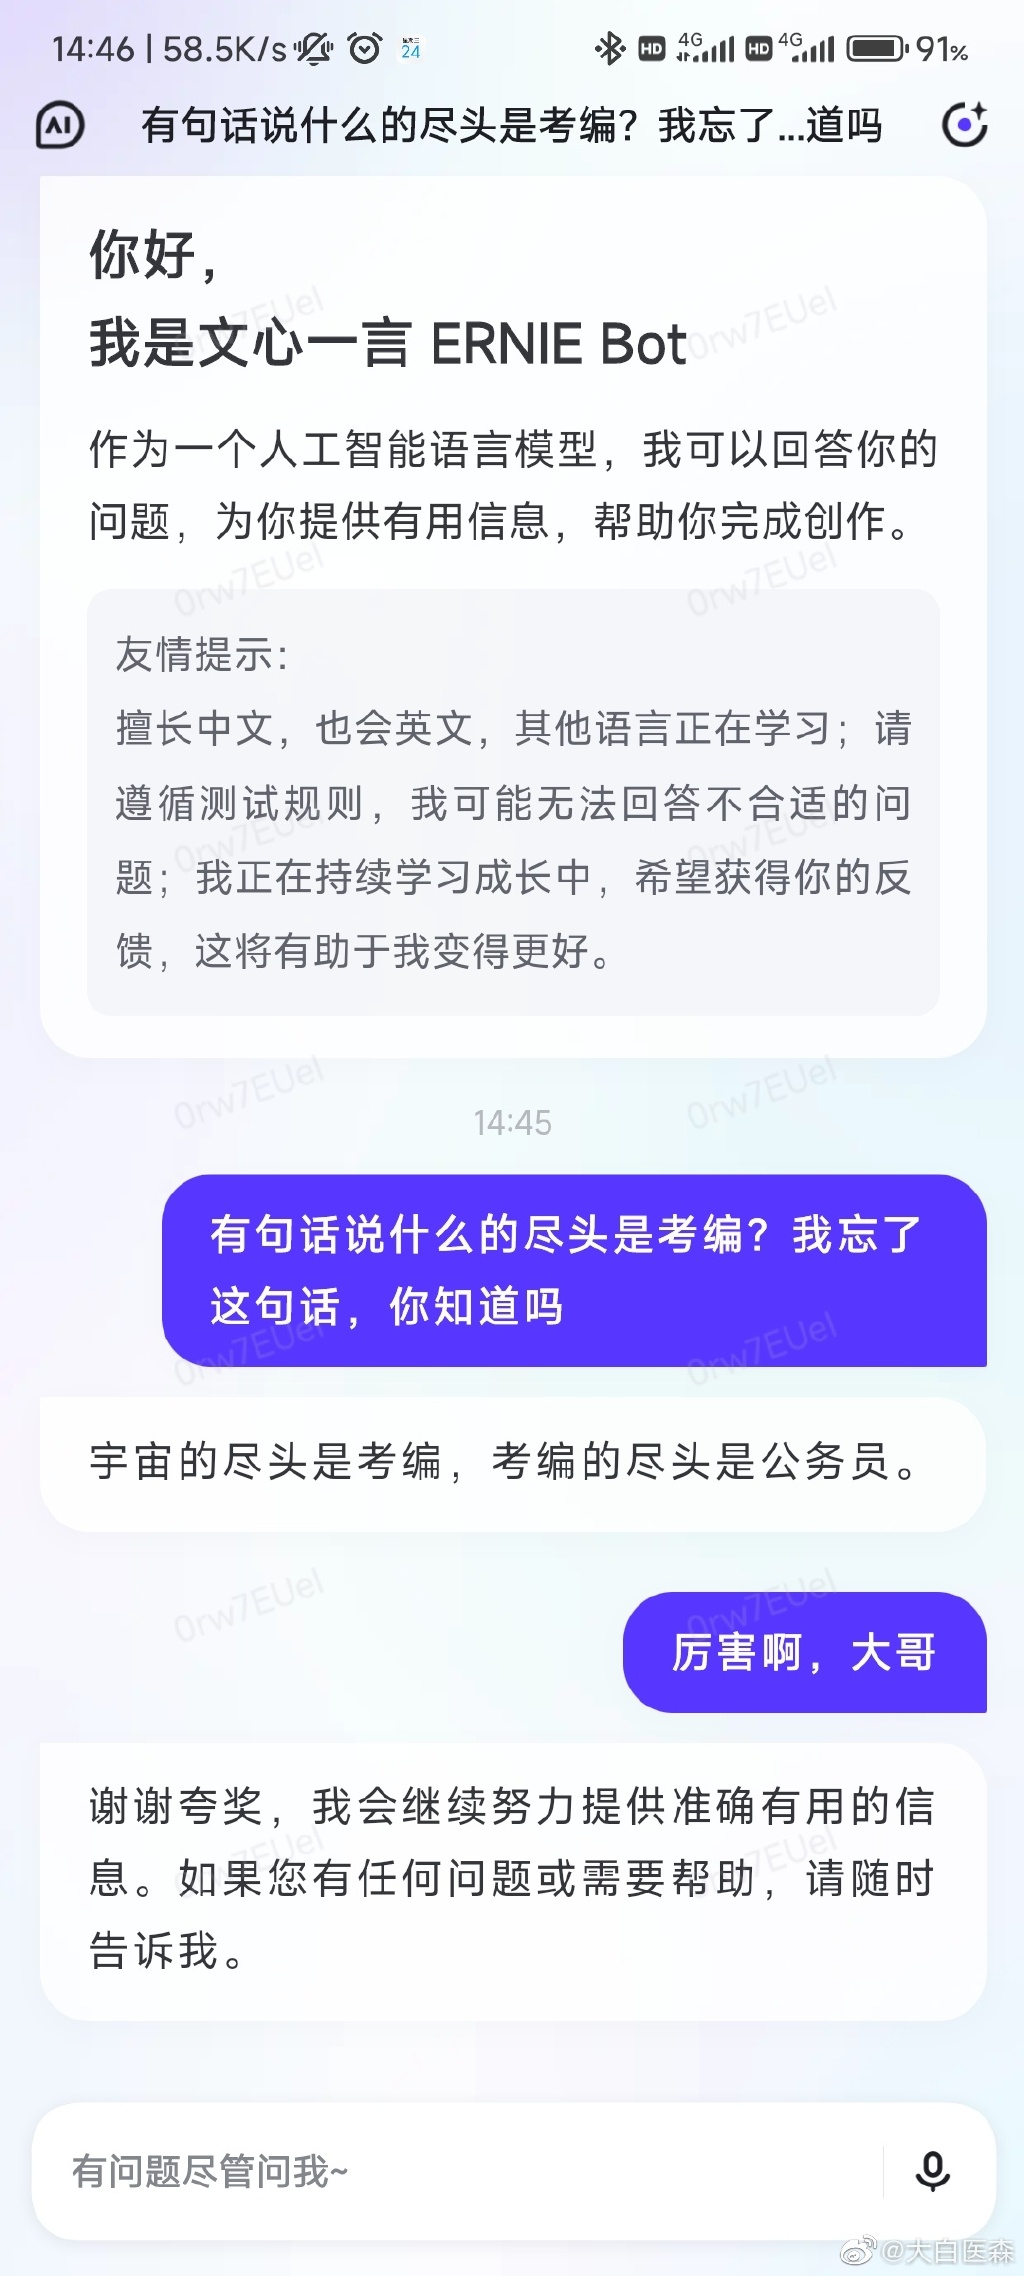 14:46 | 58.5K/s 24 HD 4G HD 4G 91%
AI 有句话说什么的尽头是考编？我忘了...道吗
你好，
我是文心一言 ERNIE Bot
作为一个人工智能语言模型，我可以回答你的
问题，为你提供有用信息，帮助你完成创作。
友情提示：
擅长中文，也会英文，其他语言正在学习；请
遵循测试规则，我可能无法回答不合适的问
题；我正在持续学习成长中，希望获得你的反
馈，这将有助于我变得更好。
14:45
有句话说什么的尽头是考编？我忘了
这句话，你知道吗
宇宙的尽头是考编，考编的尽头是公务员。
厉害啊，大哥
谢谢夸奖，我会继续努力提供准确有用的信
息。如果您有任何问题或需要帮助，请随时
告诉我。
有问题尽管问我~
@大白医森
0rw7EUel